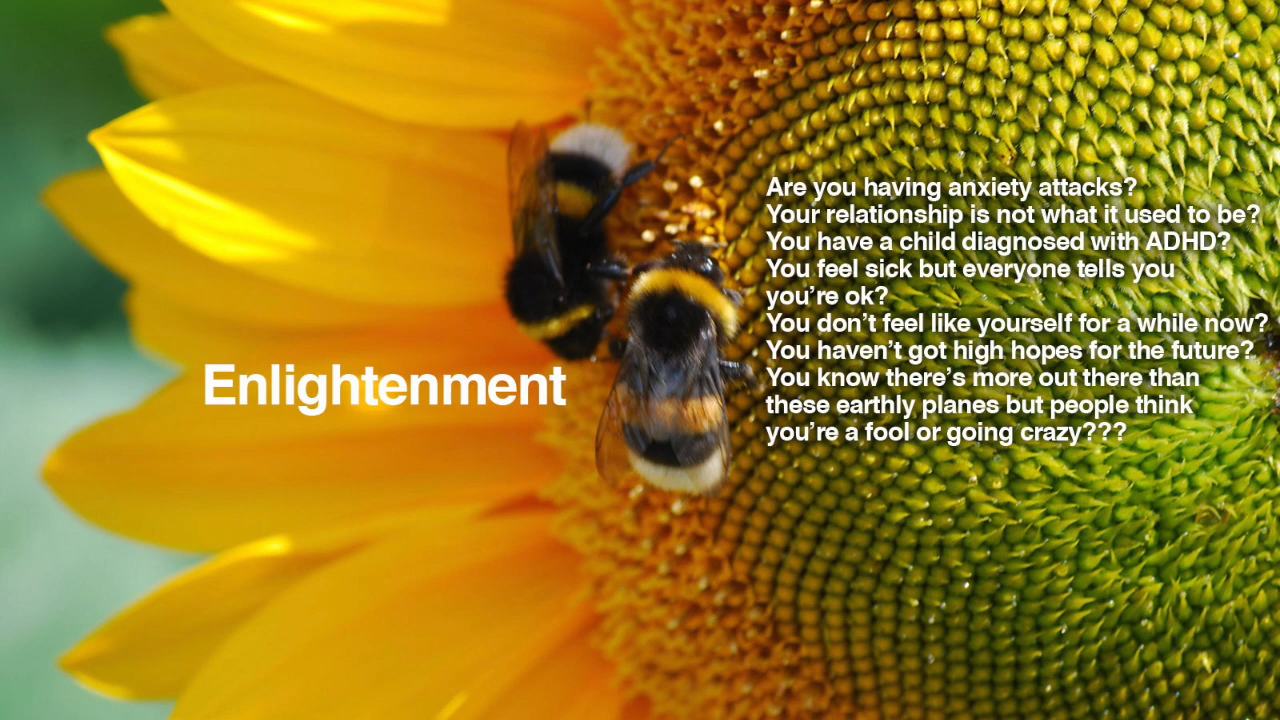 Enlightenment
Are you having anxiety attacks?
Your relationship is not what it used to be?
You have a child diagnosed with ADHD?
You feel sick but everyone tells you
you’re ok?
You don’t feel like yourself for a while now?
You haven’t got high hopes for the future?
You know there’s more out there than
these earthly planes but people think
you’re a fool or going crazy???